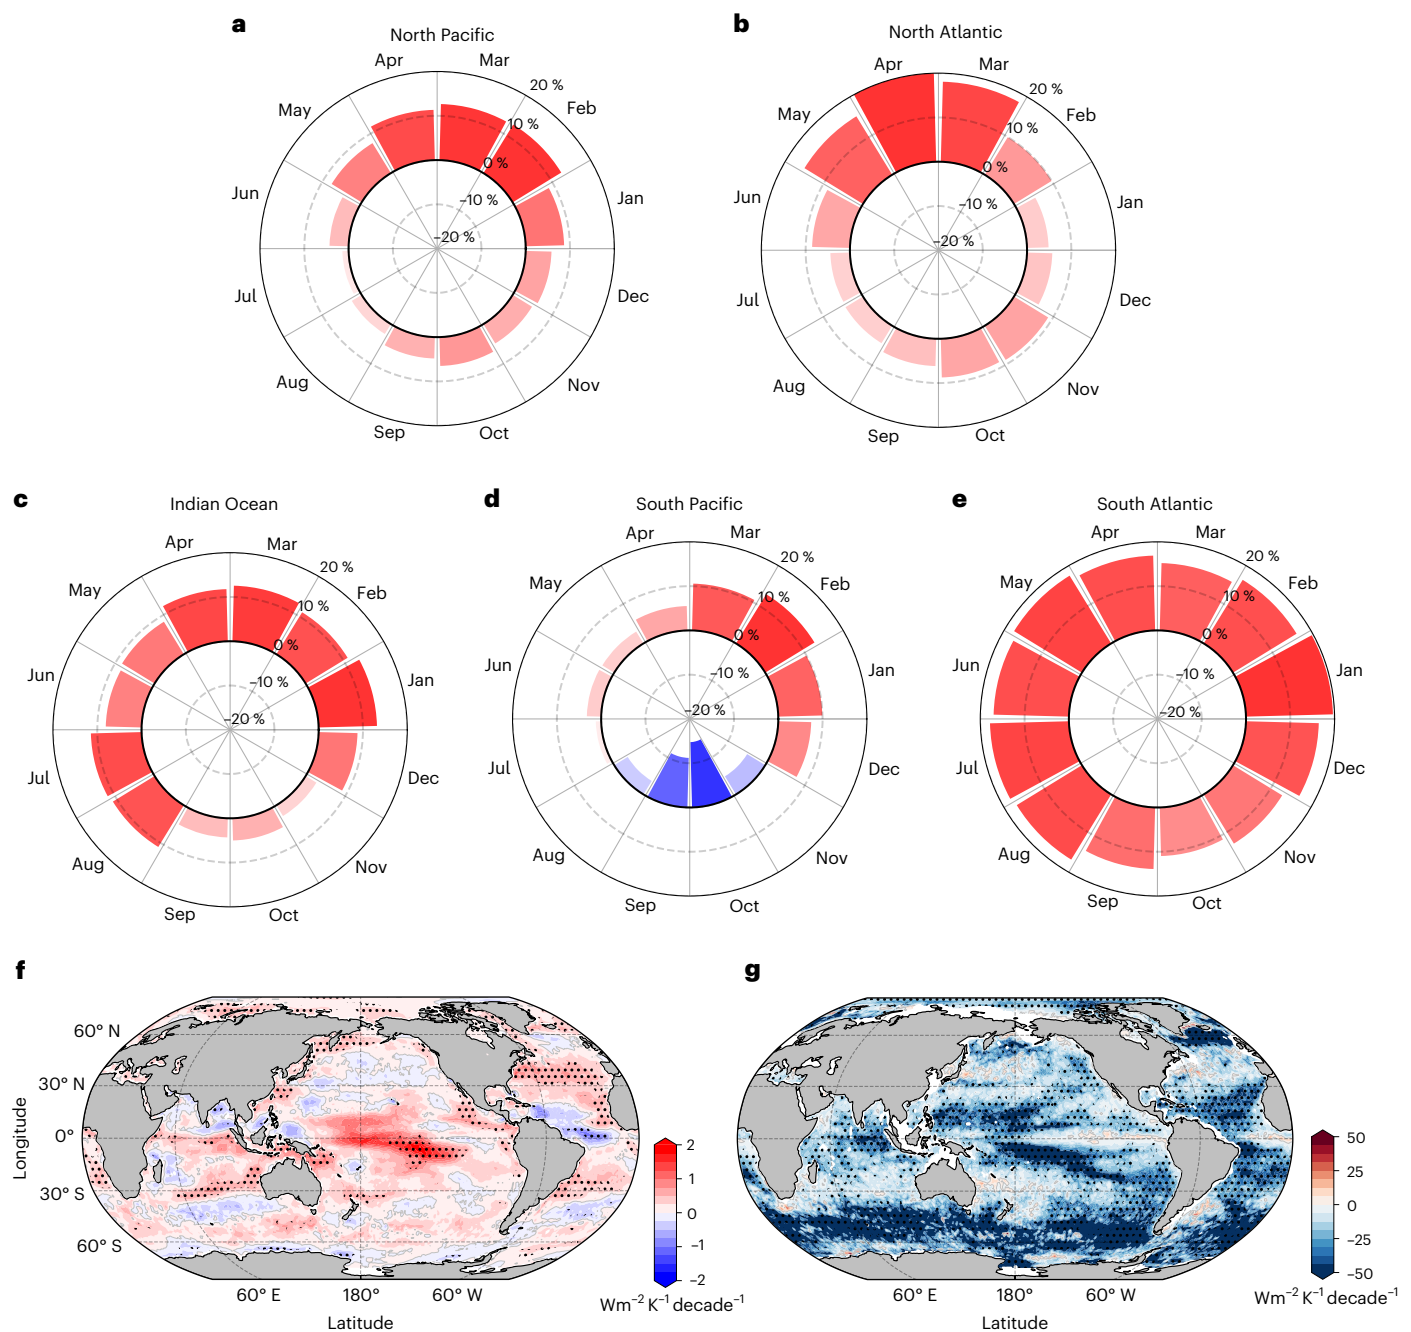 a
North Pacific
Apr
Mar
20 %
May
Feb
10 %
0 %
Jun
Jan
–10 %
–20 %
Jul
Dec
Aug
Nov
Sep
Oct
b
North Atlantic
Apr
Mar
20 %
May
Feb
10 %
0 %
Jun
Jan
–10 %
–20 %
Jul
Dec
Aug
Nov
Sep
Oct
c
Indian Ocean
Apr
Mar
20 %
May
Feb
10 %
0 %
Jun
Jan
–10 %
–20 %
Jul
Dec
Aug
Nov
Sep
Oct
d
South Pacific
Apr
Mar
20 %
May
Feb
10 %
0 %
Jun
Jan
–10 %
–20 %
Jul
Dec
Aug
Nov
Sep
Oct
e
South Atlantic
Apr
Mar
20 %
May
Feb
10 %
0 %
Jun
Jan
–10 %
–20 %
Jul
Dec
Aug
Nov
Sep
Oct
f
60° N
30° N
0°
30° S
60° S
Longitude
60° E
180°
60° W
Latitude
2
1
0
–1
–2
Wm⁻² K⁻¹ decade⁻¹
g
60° E
180°
60° W
Latitude
50
25
0
–25
–50
Wm⁻² K⁻¹ decade⁻¹